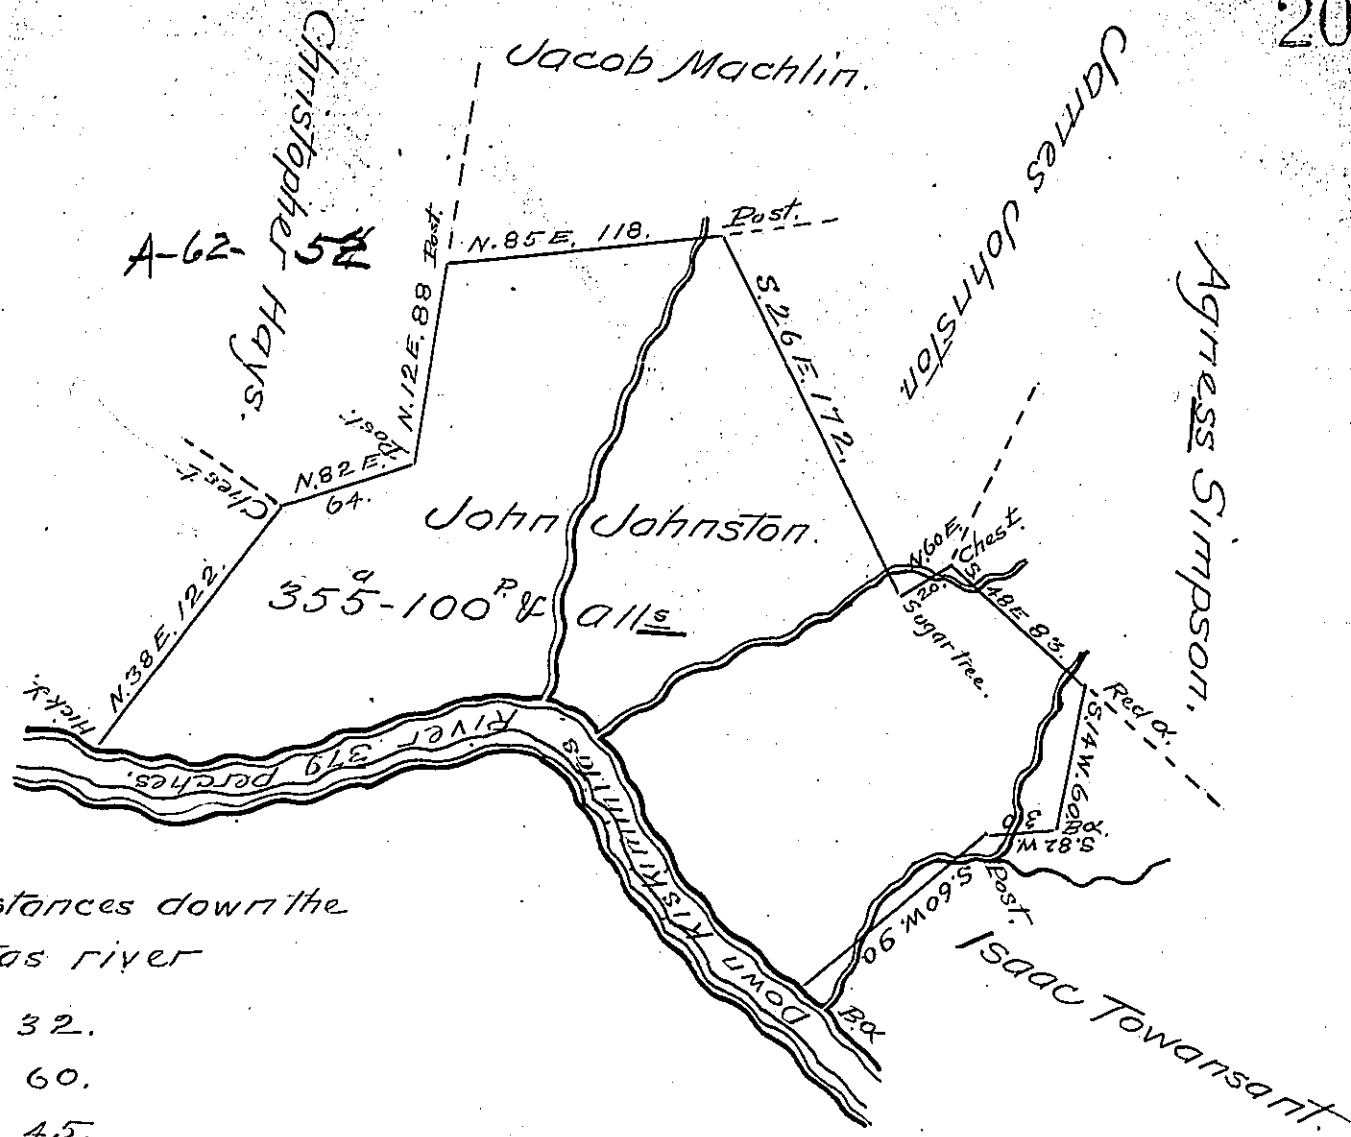 20
Jacob Machlin.
Christopher Hays.
James Johnston
Agness Simpson.
A-62-
Post.
N.85 E. 118.
Post.
N.12 E. 88
S.26 E. 172.
Post.
N.82 E.
64.
Chest.
John Johnston.
355a-100P. & alls
N.38 E. 122.
Hicky.
N.60 E.
20.
Chest.
Sugar tree.
S. 48 E 83.
Red O.
S.14 W. 60
B O.
S.82 W.
30
Post.
S.60 W. 90
B.O
Isaac Towansant.
Down Kiskiminitas River 379 perches.
stances down the
tas river
32.
60.
45.